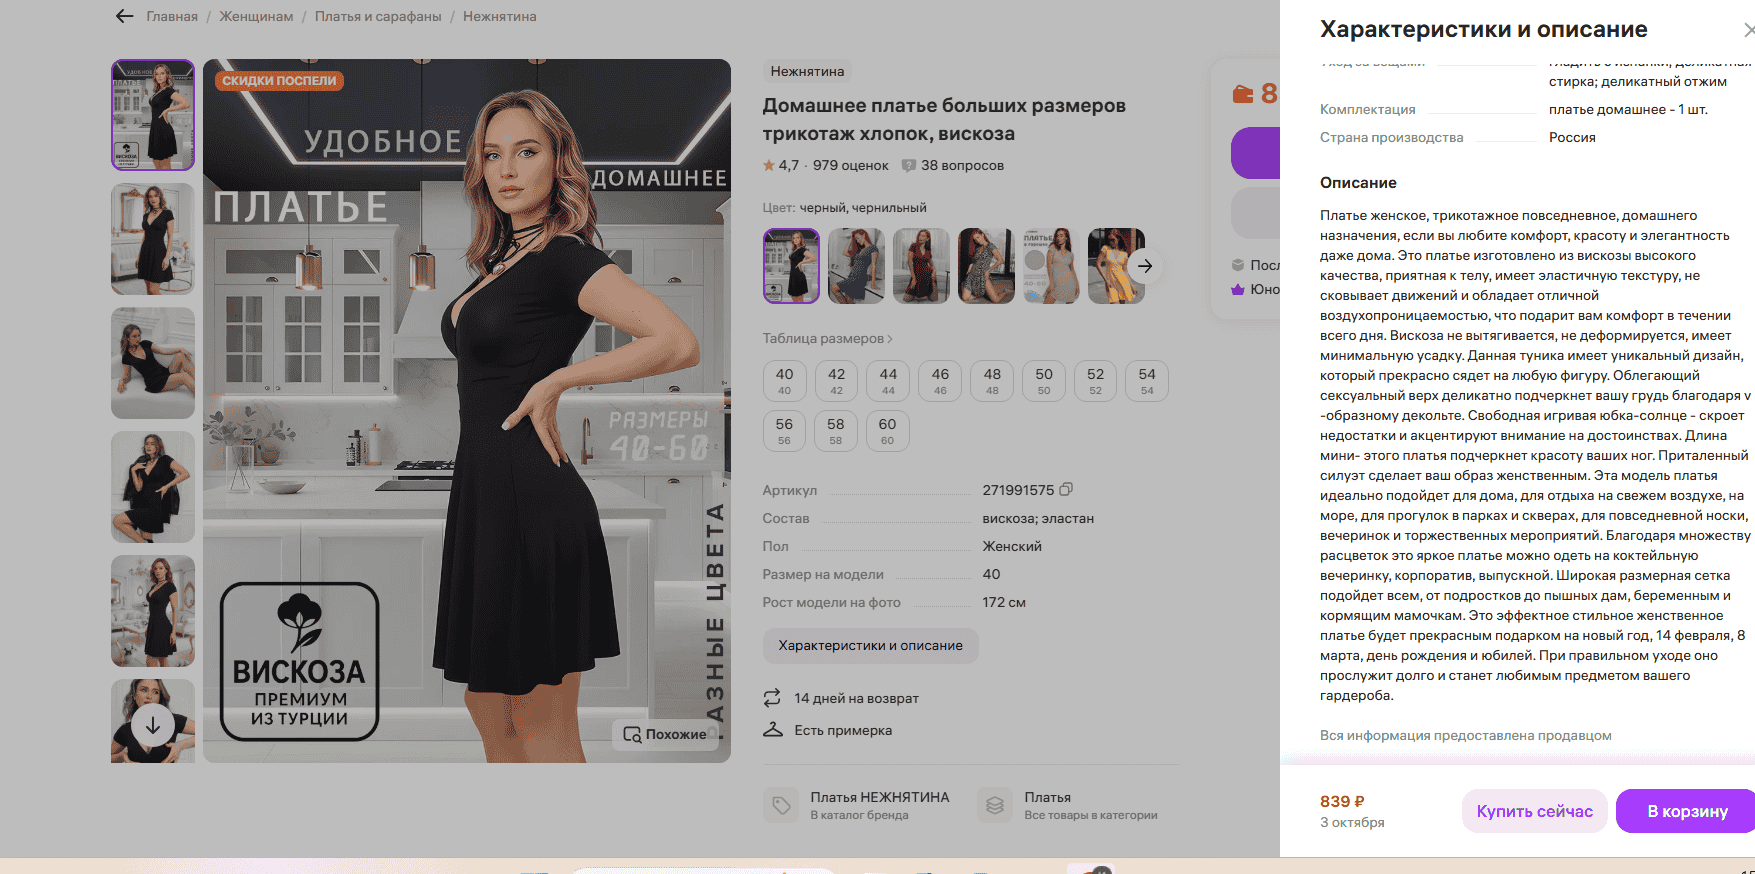 Главная / Женщинам / Платья и сарафаны / Нежнятина
СКИДКИ ПОСПЕЛИ
УДОБНОЕ
ДОМАШНЕЕ
ПЛАТЬЕ
РАЗМЕРЫ
40-60
РАЗНЫЕ ЦВЕТА
ВИСКОЗА
ПРЕМИУМ
ИЗ ТУРЦИИ
Похожие
Нежнятина
Домашнее платье больших размеров
трикотаж хлопок, вискоза
4,7 · 979 оценок 38 вопросов
Цвет: черный, чернильный
Таблица размеров
40 42 44 46 48 50 52 54
40 42 44 46 48 50 52 54
56 58 60
56 58 60
Артикул 271991575
Состав вискоза; эластан
Пол Женский
Размер на модели 40
Рост модели на фото 172 см
Характеристики и описание
14 дней на возврат
Есть примерка
Платья НЕЖНЯТИНА
В каталог бренда
Платья
Все товары в категории
8
Посл
Юно
Характеристики и описание
стирка; деликатный отжим
Комплектация платье домашнее - 1 шт.
Страна производства Россия
Описание
Платье женское, трикотажное повседневное, домашнего
назначения, если вы любите комфорт, красоту и элегантность
даже дома. Это платье изготовлено из вискозы высокого
качества, приятная к телу, имеет эластичную текстуру, не
сковывает движений и обладает отличной
воздухопроницаемостью, что подарит вам комфорт в течении
всего дня. Вискоза не вытягивается, не деформируется, имеет
минимальную усадку. Данная туника имеет уникальный дизайн,
который прекрасно сядет на любую фигуру. Облегающий
сексуальный верх деликатно подчеркнет вашу грудь благодаря v
-образному декольте. Свободная игривая юбка-солнце - скроет
недостатки и акцентируют внимание на достоинствах. Длина
мини- этого платья подчеркнет красоту ваших ног. Приталенный
силуэт сделает ваш образ женственным. Эта модель платья
идеально подойдет для дома, для отдыха на свежем воздухе, на
море, для прогулок в парках и скверах, для повседневной носки,
вечеринок и торжественных мероприятий. Благодаря множеству
расцветок это яркое платье можно одеть на коктейльную
вечеринку, корпоратив, выпускной. Широкая размерная сетка
подойдет всем, от подростков до пышных дам, беременным и
кормящим мамочкам. Это эффектное стильное женственное
платье будет прекрасным подарком на новый год, 14 февраля, 8
марта, день рождения и юбилей. При правильном уходе оно
прослужит долго и станет любимым предметом вашего
гардероба.
Вся информация предоставлена продавцом
839 ₽
3 октября
Купить сейчас
В корзину